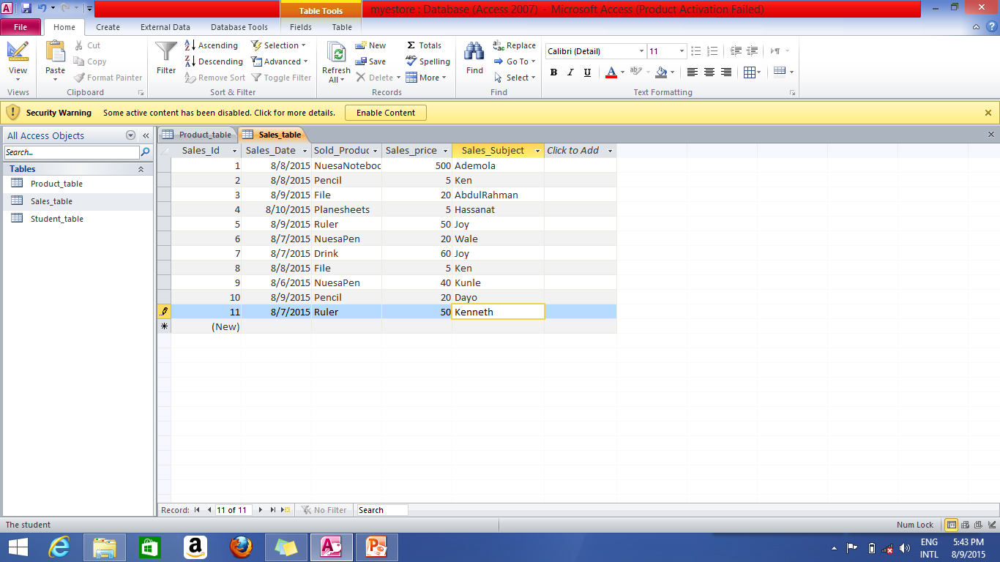 Table Tools
myestore : Database (Access 2007) - Microsoft Access (Product Activation Failed)
File Home Create External Data Database Tools Fields Table
View
Views
Paste
Cut
Copy
Format Painter
Clipboard
Filter
Ascending
Descending
Remove Sort
Selection
Advanced
Toggle Filter
Sort & Filter
Refresh
All
New
Save
Delete
Totals
Spelling
More
Records
Find
Replace
Go To
Select
Find
Calibri (Detail) 11
B I U A ab
Text Formatting
Security Warning Some active content has been disabled. Click for more details. Enable Content
All Access Objects
Search...
Tables
Product_table
Sales_table
Student_table
Product_table Sales_table
Sales_Id Sales_Date Sold_Produc Sales_price Sales_Subject Click to Add
1 8/8/2015 NuesaNoteboo 500 Ademola
2 8/8/2015 Pencil 5 Ken
3 8/9/2015 File 20 AbdulRahman
4 8/10/2015 Planesheets 5 Hassanat
5 8/9/2015 Ruler 50 Joy
6 8/7/2015 NuesaPen 20 Wale
7 8/7/2015 Drink 60 Joy
8 8/8/2015 File 5 Ken
9 8/6/2015 NuesaPen 40 Kunle
10 8/9/2015 Pencil 20 Dayo
11 8/7/2015 Ruler 50 Kenneth
(New)
Record: 11 of 11 No Filter Search
The student Num Lock
ENG 5:43 PM
INTL 8/9/2015